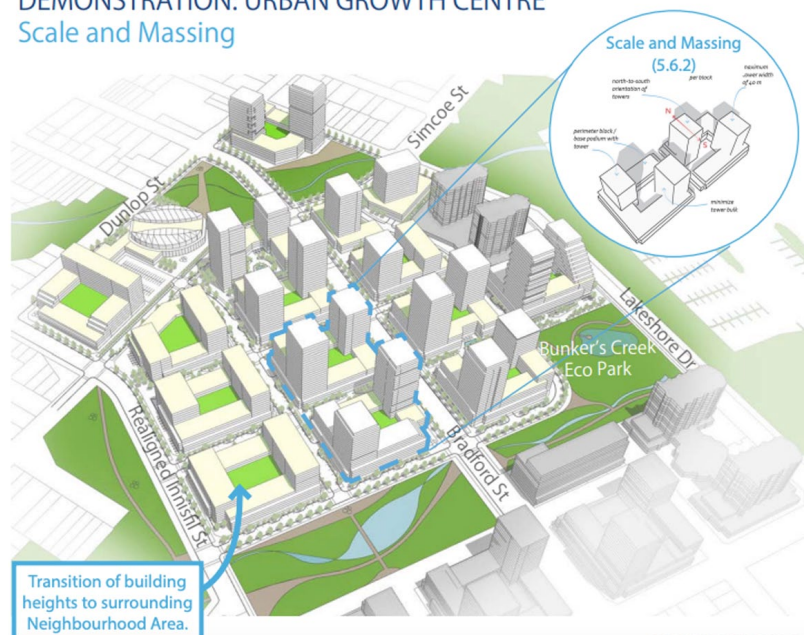 DEMONSTRATION: URBAN GROWTH CENTRE
Scale and Massing
Scale and Massing
(5.6.2)
per block
north-to-south
orientation of
towers
maximum
tower width
of 40 m
N
S
perimeter block /
base podium with
tower
minimize
tower bulk
Simcoe St
Dunlop St
Lakeshore Dr
Bunker's Creek
Eco Park
Bradford St
Realigned Innisfil St
Transition of building
heights to surrounding
Neighbourhood Area.